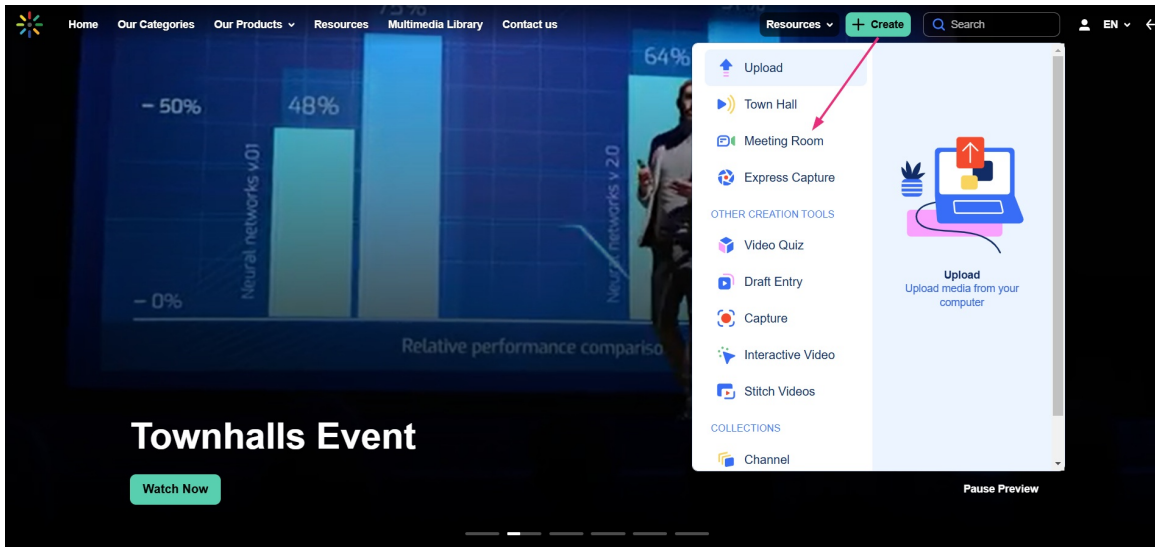 Home Our Categories Our Products Resources Multimedia Library Contact us Resources + Create Search EN
64%
Upload
Town Hall
– 50% 48%
Meeting Room
Express Capture
Neural networks v.01
Neural networks v 2.0
OTHER CREATION TOOLS
Video Quiz
Upload
Draft Entry
Upload media from your
computer
– 0%
Capture
Relative performance comparis
Interactive Video
Stitch Videos
COLLECTIONS
Townhalls Event
Channel
Watch Now
Pause Preview